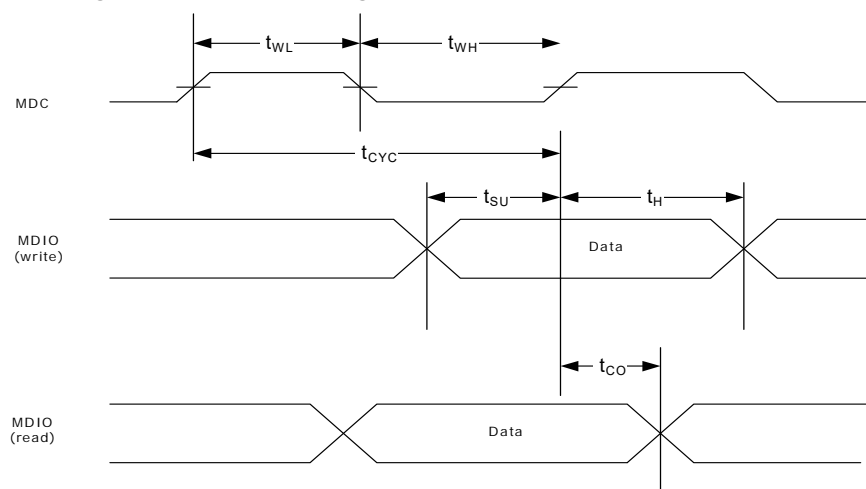 tWL
tWH
MDC
tCYC
tSU
tH
MDIO
(write)
Data
tCO
MDIO
(read)
Data